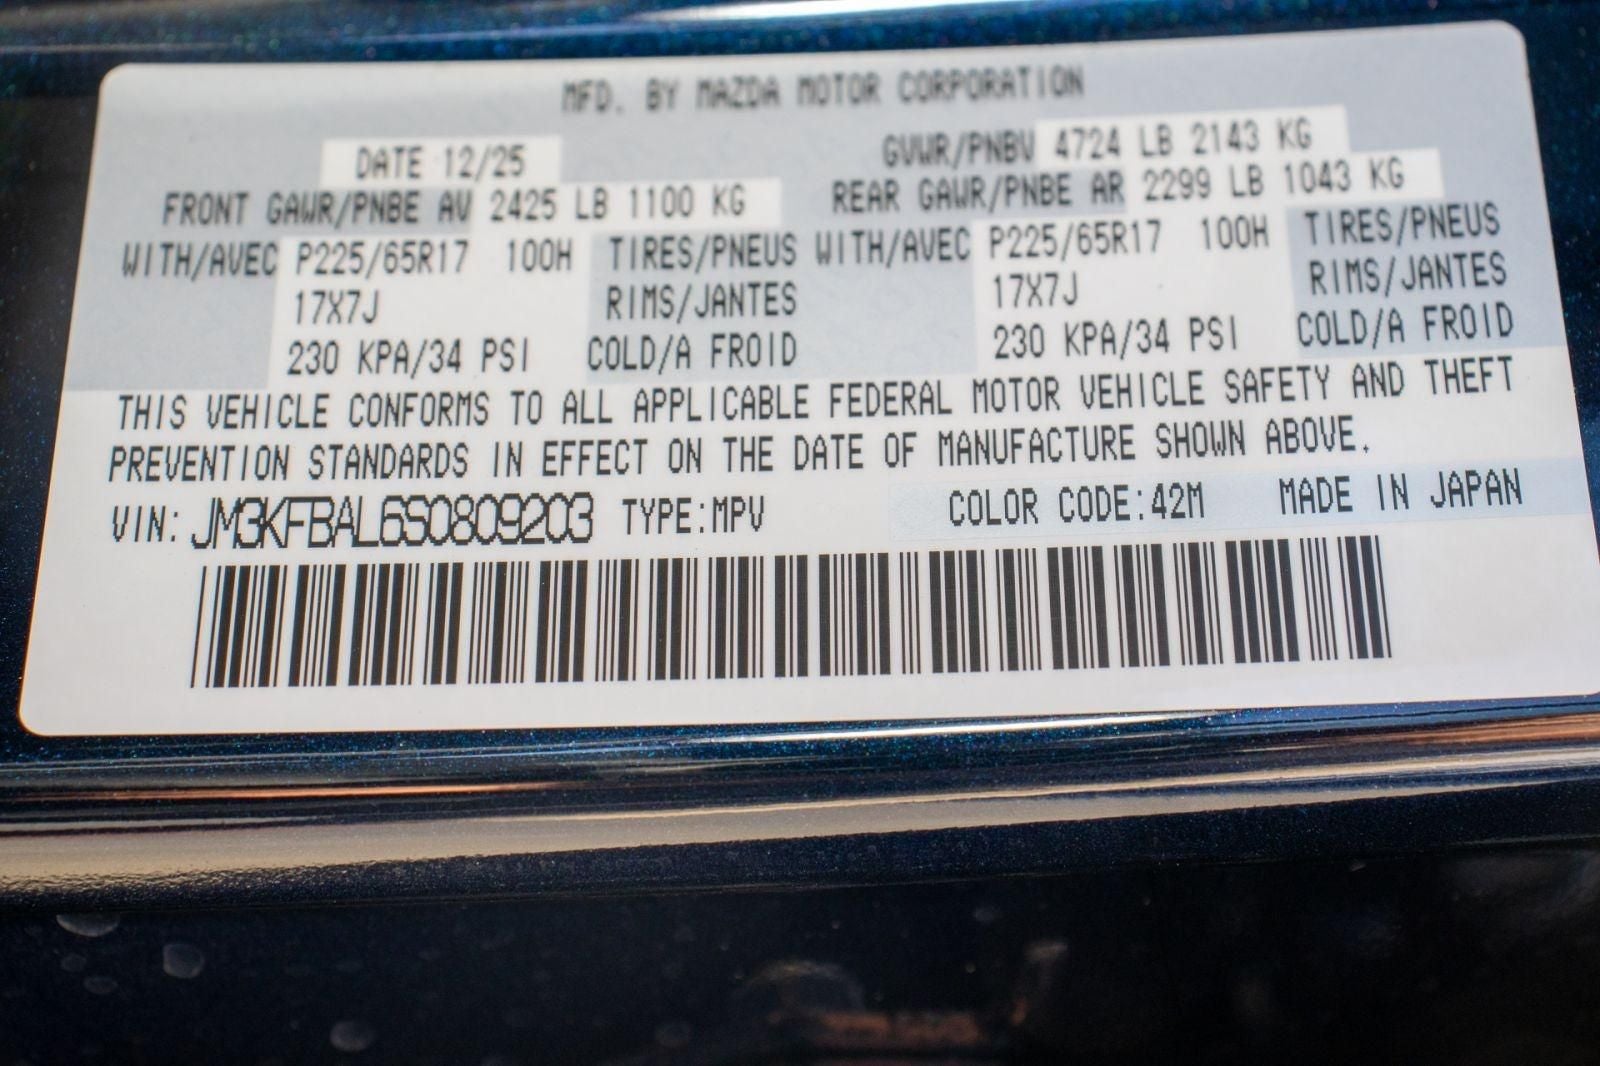 MFD. BY MAZDA MOTOR CORPORATION
DATE 12/25 GVWR/PNBV 4724 LB 2143 KG
FRONT GAWR/PNBE AV 2425 LB 1100 KG REAR GAWR/PNBE AR 2299 LB 1043 KG
WITH/AVEC P225/65R17 100H TIRES/PNEUS WITH/AVEC P225/65R17 100H TIRES/PNEUS
17X7J RIMS/JANTES 17X7J RIMS/JANTES
230 KPA/34 PSI COLD/A FROID 230 KPA/34 PSI COLD/A FROID
THIS VEHICLE CONFORMS TO ALL APPLICABLE FEDERAL MOTOR VEHICLE SAFETY AND THEFT
PREVENTION STANDARDS IN EFFECT ON THE DATE OF MANUFACTURE SHOWN ABOVE.
VIN: JM3KFBAL6S0809203 TYPE:MPV COLOR CODE:42M MADE IN JAPAN